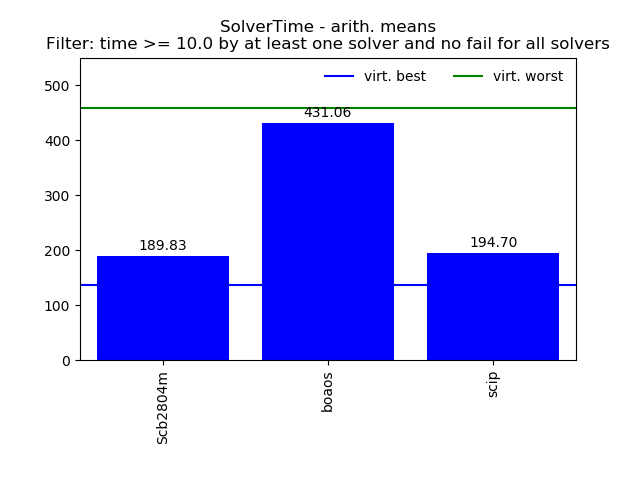 SolverTime - arith. means
Filter: time >= 10.0 by at least one solver and no fail for all solvers
virt. best
virt. worst
500
400
300
200
100
0
189.83
431.06
194.70
Scb2804m
boaos
scip